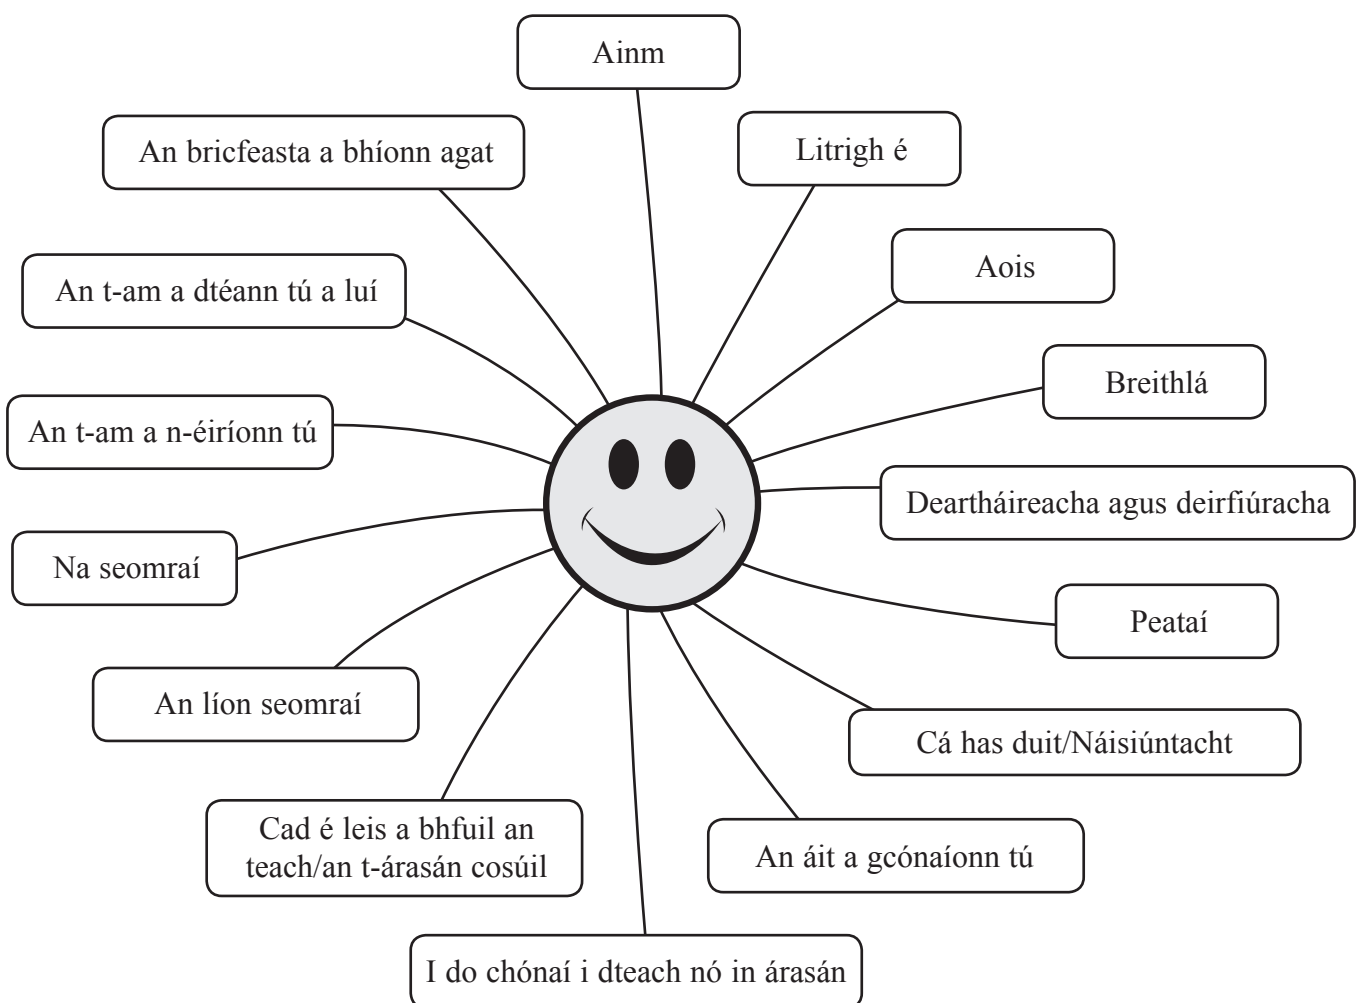 Ainm
Litrigh é
Aois
Breithlá
Deartháireacha agus deirfiúracha
Peataí
Cá has duit/Náisiúntacht
An áit a gcónaíonn tú
I do chónaí i dteach nó in árasán
Cad é leis a bhfuil an
teach/an t-árasán cosúil
An líon seomraí
Na seomraí
An t-am a n-éiríonn tú
An t-am a dtéann tú a luí
An bricfeasta a bhíonn agat